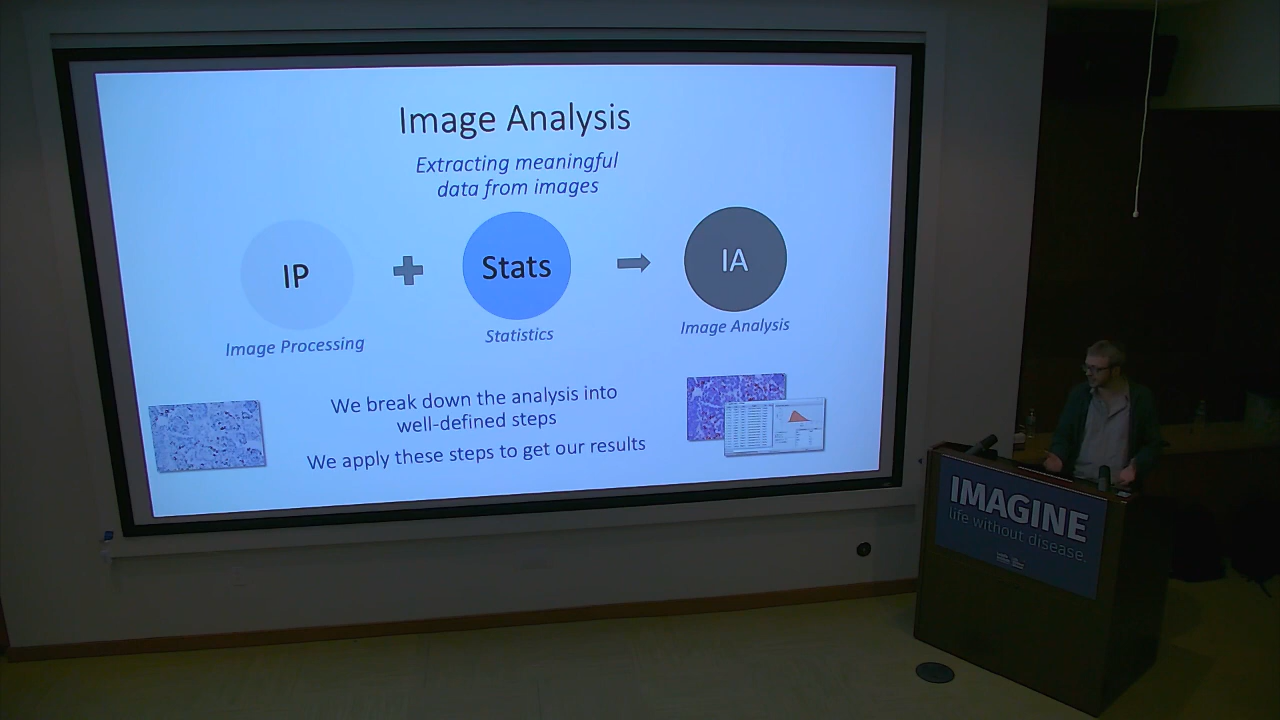 Image Analysis
Extracting meaningful
data from images
IP
Stats
IA
Image Processing
Statistics
Image Analysis
We break down the analysis into
well-defined steps
We apply these steps to get our results
IMAGINE
life without disease.